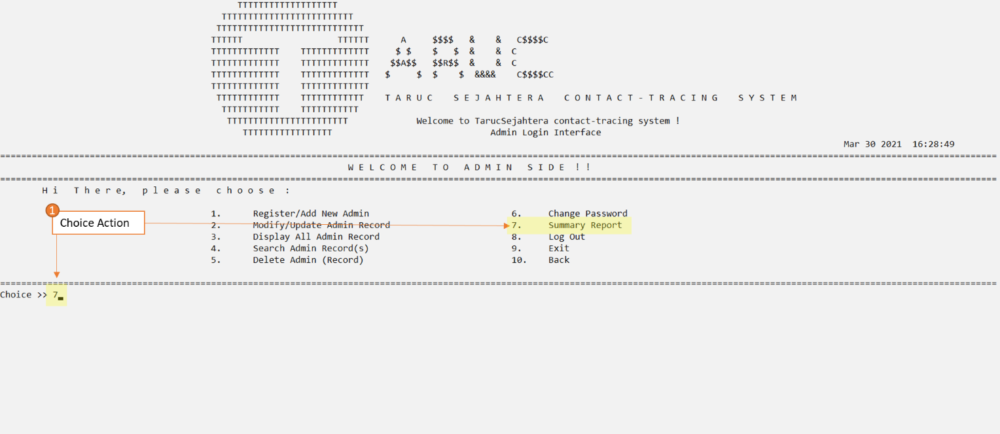 TTTTTTTTTTTTTTTTTTT
TTTTTTTTTTTTTTTTTTTTTTTTT
TTTTTTTTTTTTTTTTTTTTTTTTTTTT
TTTTTT                  TTTTTT      A     $$$$   &    &   C$$$$C
TTTTTTTTTTTTT    TTTTTTTTTTTTT     $ $    $   $  &    &  C
TTTTTTTTTTTTT    TTTTTTTTTTTTT    $$A$$   $$R$$  &    &  C
TTTTTTTTTTTTT    TTTTTTTTTTTTT   $     $  $    $  &&&&    C$$$$CC
TTTTTTTTTTTTT    TTTTTTTTTTTTT
TTTTTTTTTTTT    TTTTTTTTTTTT    T A R U C    S E J A H T E R A    C O N T A C T - T R A C I N G    S Y S T E M
TTTTTTTTTTT    TTTTTTTTTTT
TTTTTTTTTTTTTTTTTTTTTTT             Welcome to TarucSejahtera contact-tracing system !
TTTTTTTTTTTTTTTTT                              Admin Login Interface
Mar 30 2021  16:28:49
W E L C O M E   T O   A D M I N   S I D E ! !
H i   T h e r e,   p l e a s e   c h o o s e  :
1
Choice Action
1.      Register/Add New Admin                           6.     Change Password
2.      Modify/Update Admin Record                       7.     Summary Report
3.      Display All Admin Record                         8.     Log Out
4.      Search Admin Record(s)                           9.     Exit
5.      Delete Admin (Record)                            10.    Back
Choice >> 7